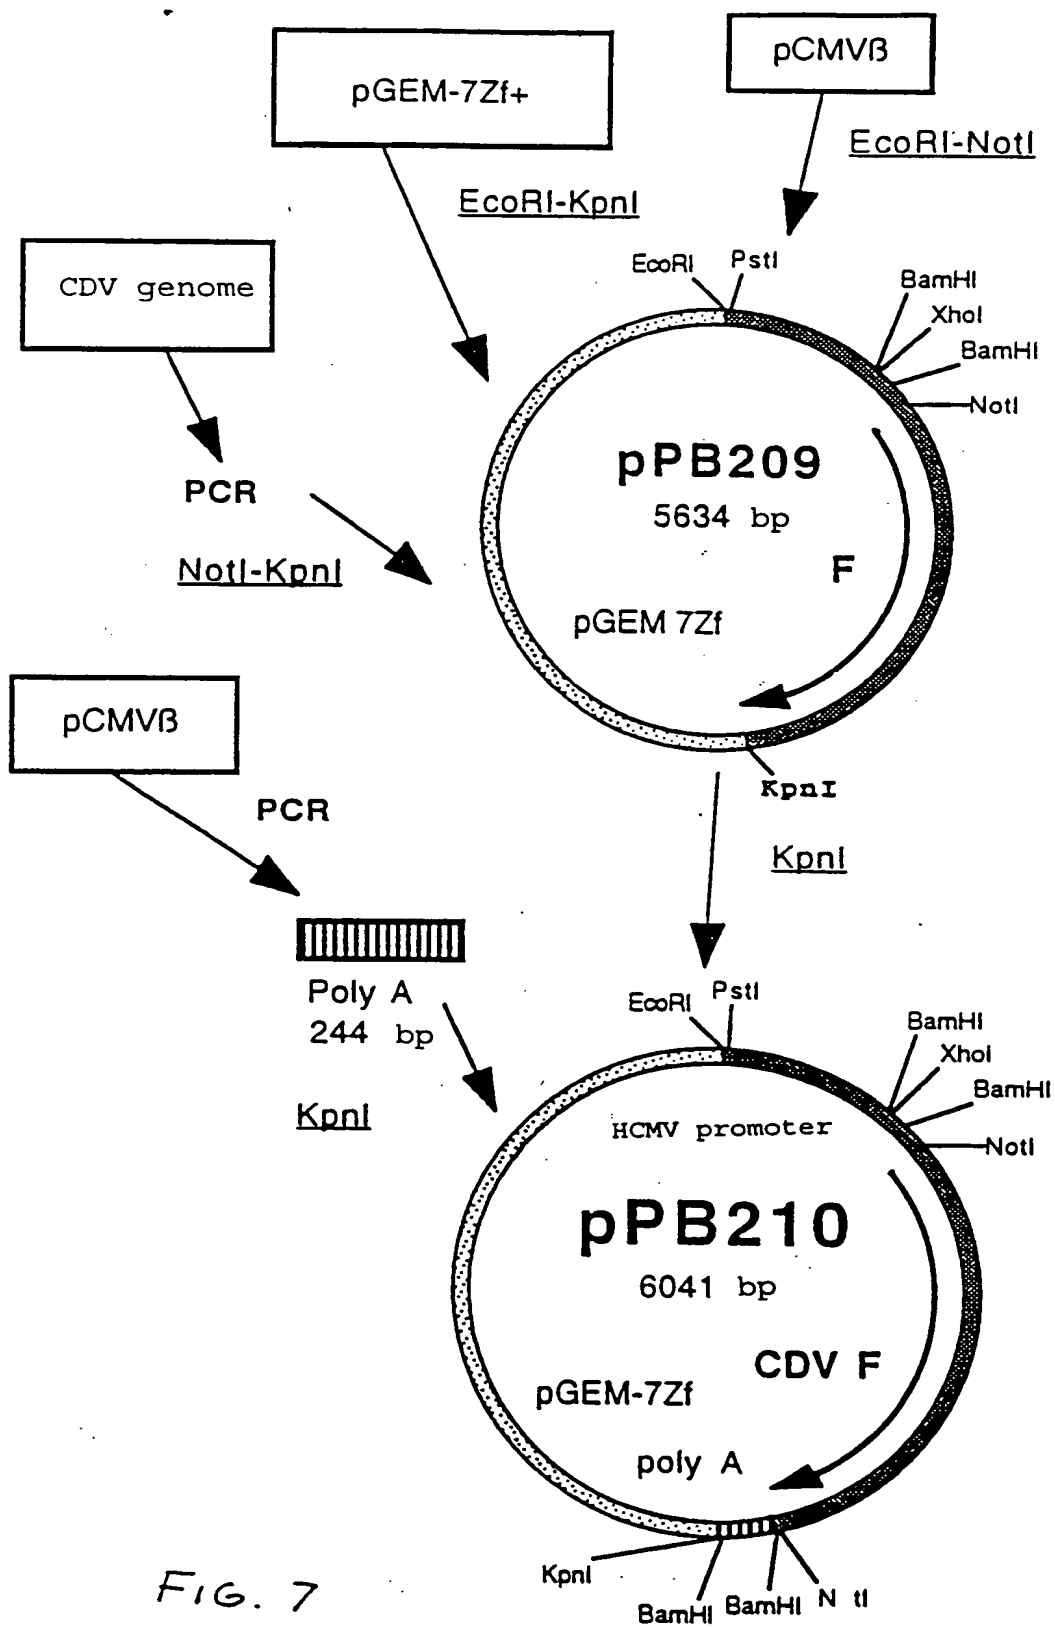 pGEM-7Zf+
pCMVß
EcoRI-NotI
EcoRI-KpnI
CDV genome
EcoRI
PstI
BamHI
XhoI
BamHI
NotI
pPB209
5634 bp
F
pGEM 7Zf
PCR
NotI-KpnI
KpnI
pCMVß
PCR
KpnI
Poly A
244 bp
KpnI
EcoRI
PstI
BamHI
XhoI
BamHI
NotI
HCMV promoter
pPB210
6041 bp
CDV F
pGEM-7Zf
poly A
KpnI
BamHI
BamHI
N tI
FIG. 7